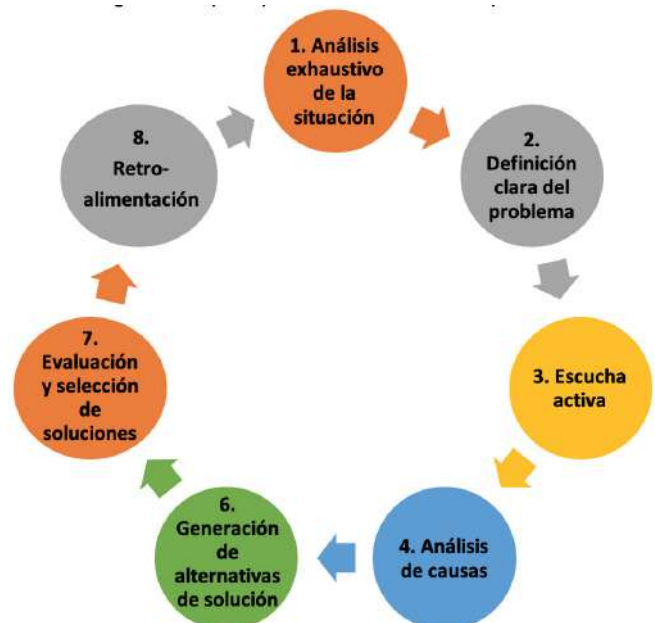 1. Análisis
exhaustivo
de la
situación
2.
Definición
clara del
problema
3. Escucha
activa
4. Análisis
de causas
6.
Generación
de
alternativas
de solución
7.
Evaluación
y selección
de
soluciones
8.
Retro-
alimentación